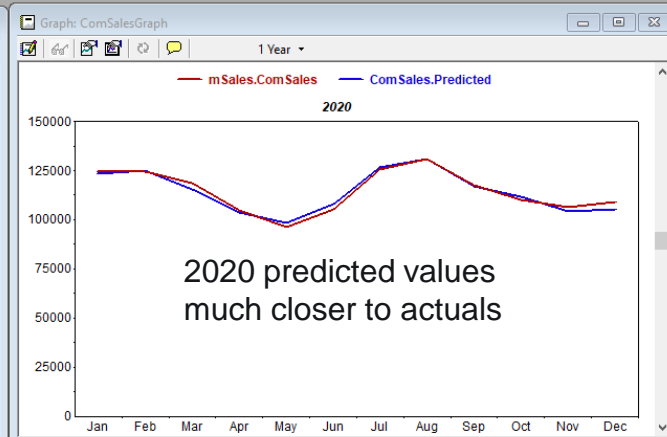 Graph: ComSalesGraph
1 Year
mSales.ComSales ComSales.Predicted
2020
150000
125000
100000
75000
50000
25000
0
2020 predicted values
much closer to actuals
Jan Feb Mar Apr May Jun Jul Aug Sep Oct Nov Dec